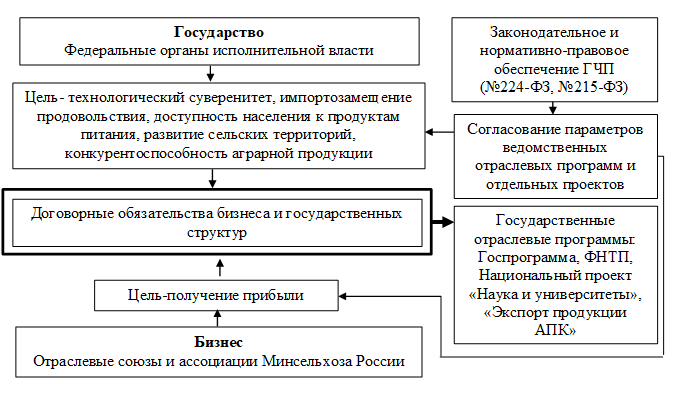 Государство
Федеральные органы исполнительной власти
Законодательное и
нормативно-правовое
обеспечение ГЧП
(№224-ФЗ, №215-ФЗ)
Цель - технологический суверенитет, импортозамещение
продовольствия, доступность населения к продуктам
питания, развитие сельских территорий,
конкурентоспособность аграрной продукции
Согласование параметров
ведомственных
отраслевых программ и
отдельных проектов
Договорные обязательства бизнеса и государственных
структур
Государственные
отраслевые программы:
Госпрограмма, ФНТП,
Национальный проект
«Наука и университеты»,
«Экспорт продукции
АПК»
Цель-получение прибыли
Бизнес
Отраслевые союзы и ассоциации Минсельхоза России